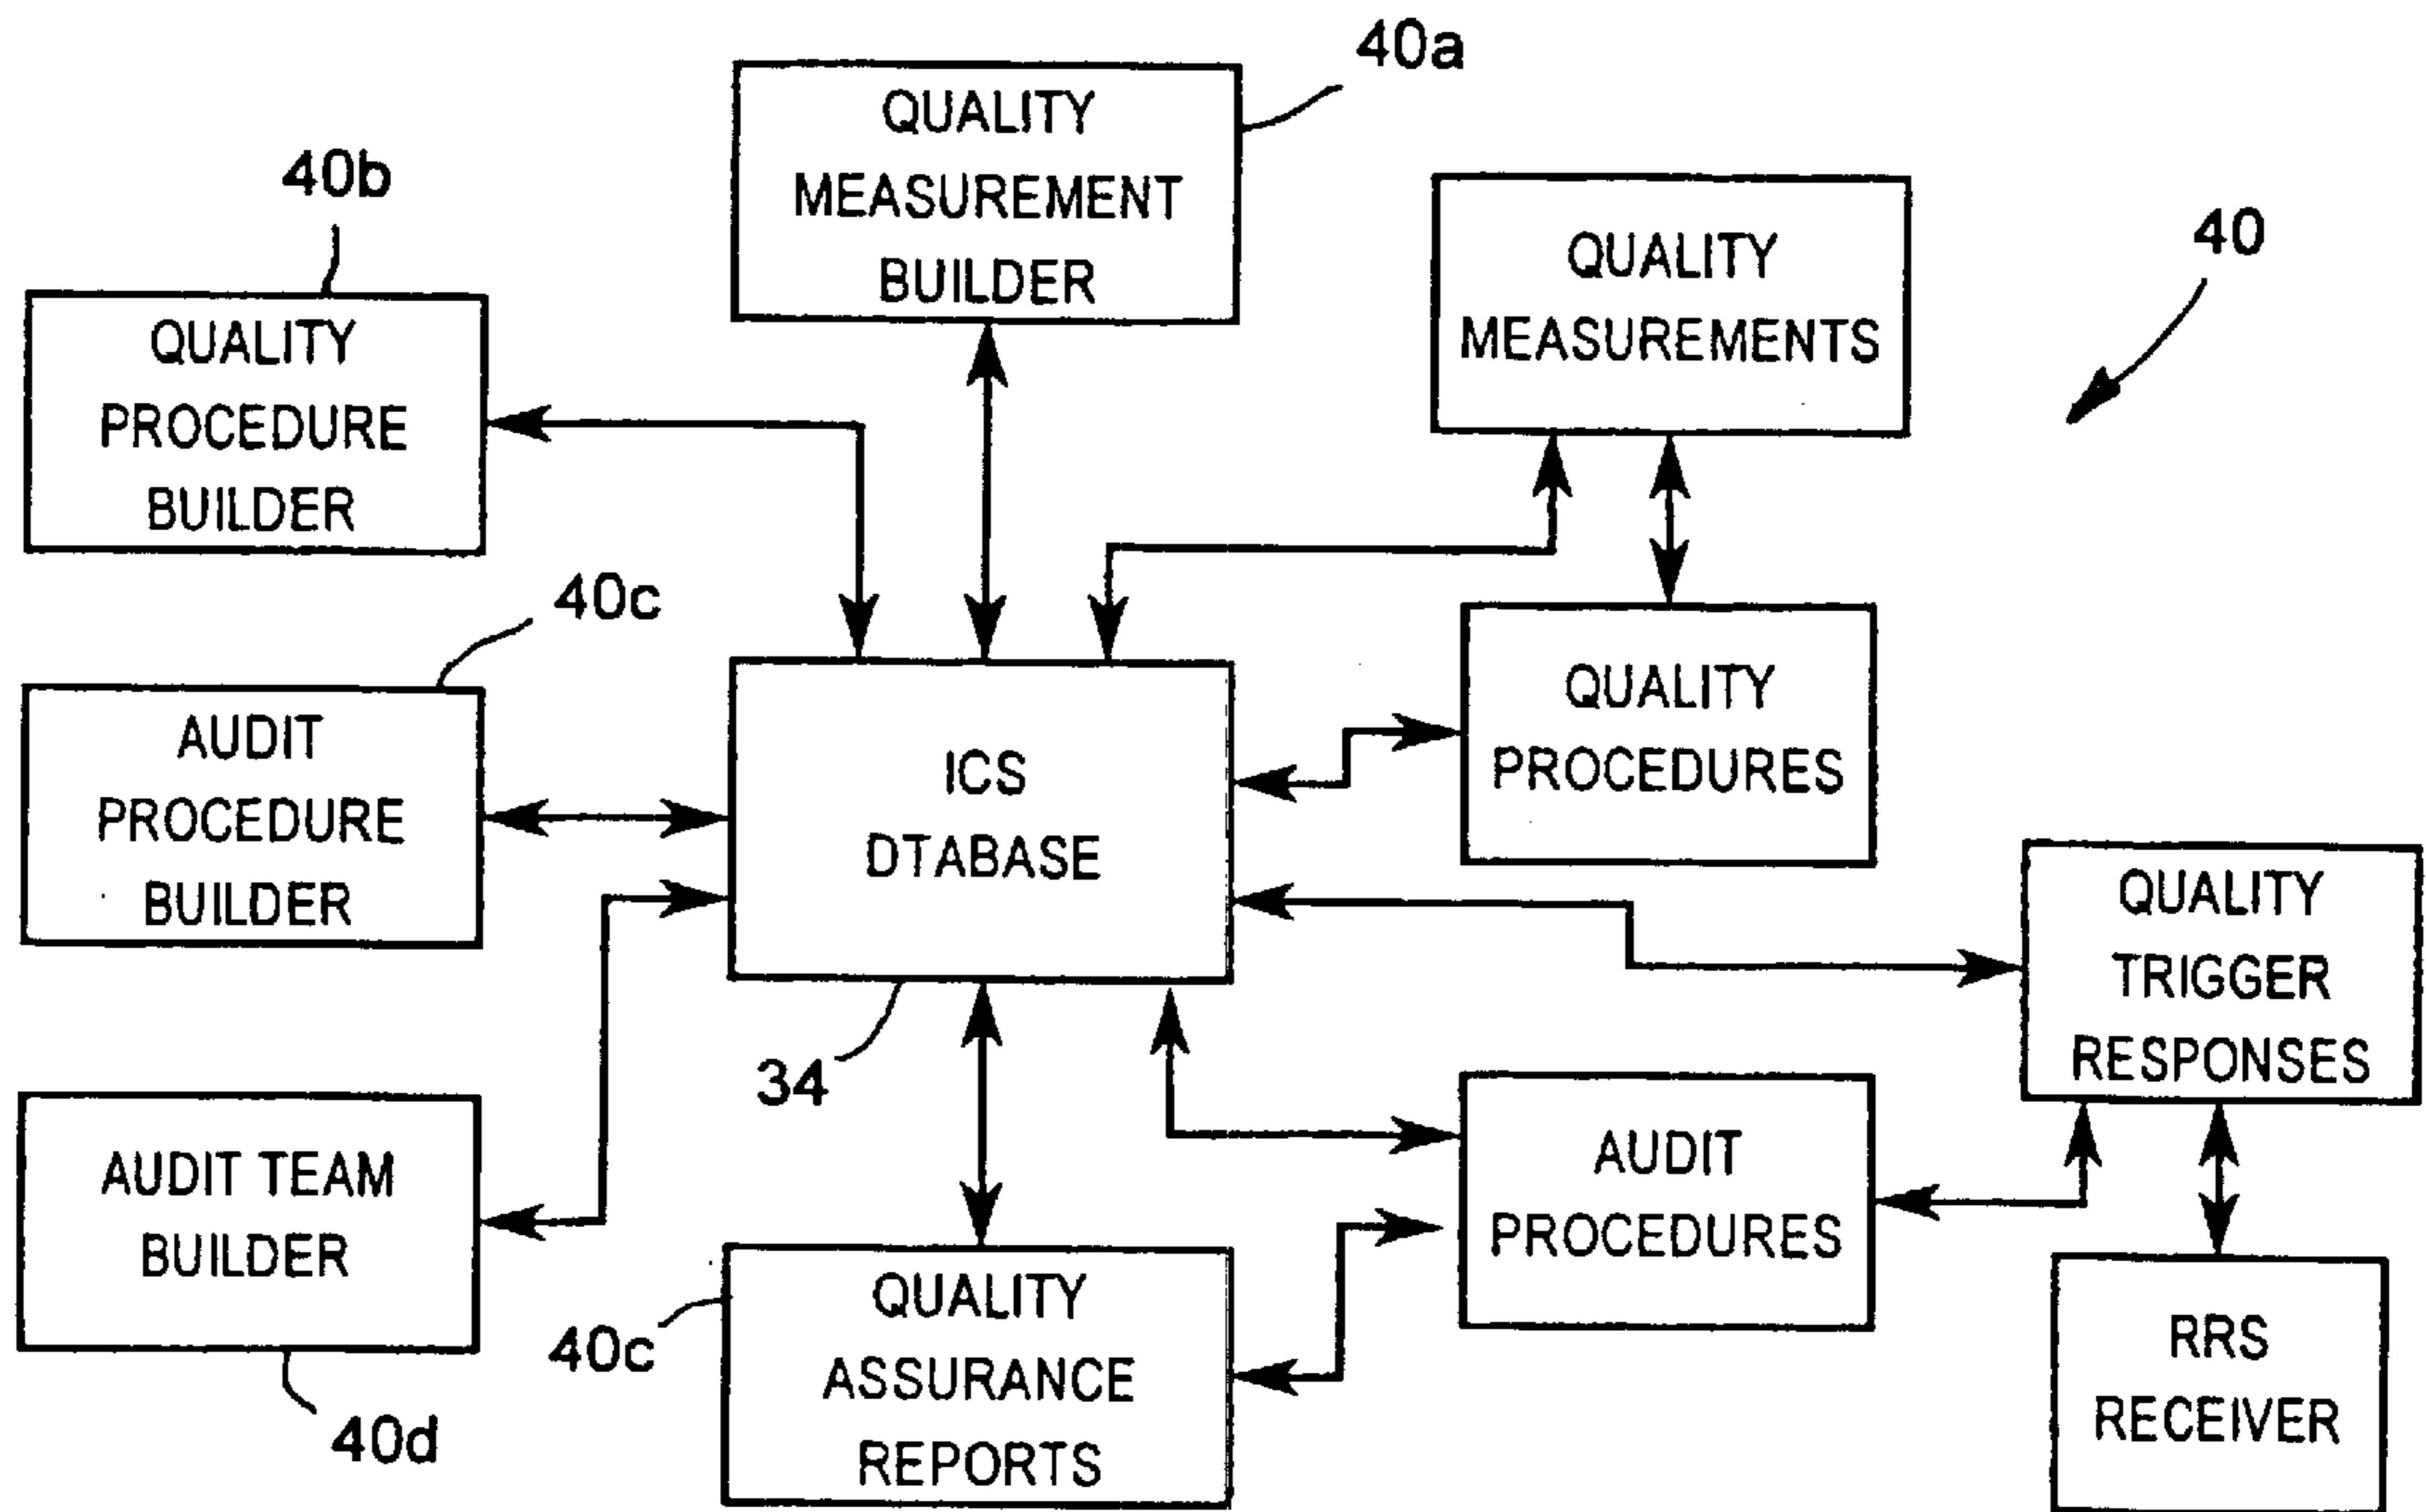 40a
QUALITY
MEASUREMENT
BUILDER
40b
QUALITY
PROCEDURE
BUILDER
QUALITY
MEASUREMENTS
40
40c
AUDIT
PROCEDURE
BUILDER
ICS
DTABASE
34
QUALITY
PROCEDURES
QUALITY
TRIGGER
RESPONSES
AUDIT TEAM
BUILDER
40d
40c
QUALITY
ASSURANCE
REPORTS
AUDIT
PROCEDURES
RRS
RECEIVER